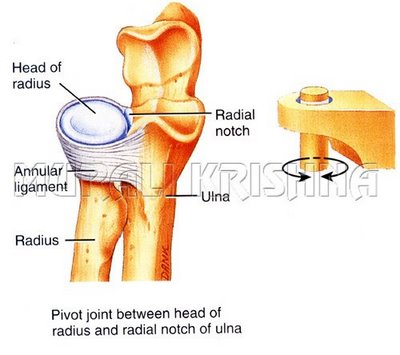 Head of
radius
Radial
notch
MURALI KRISHNA
Annular
ligament
Ulna
Radius
DANK
Pivot joint between head of
radius and radial notch of ulna